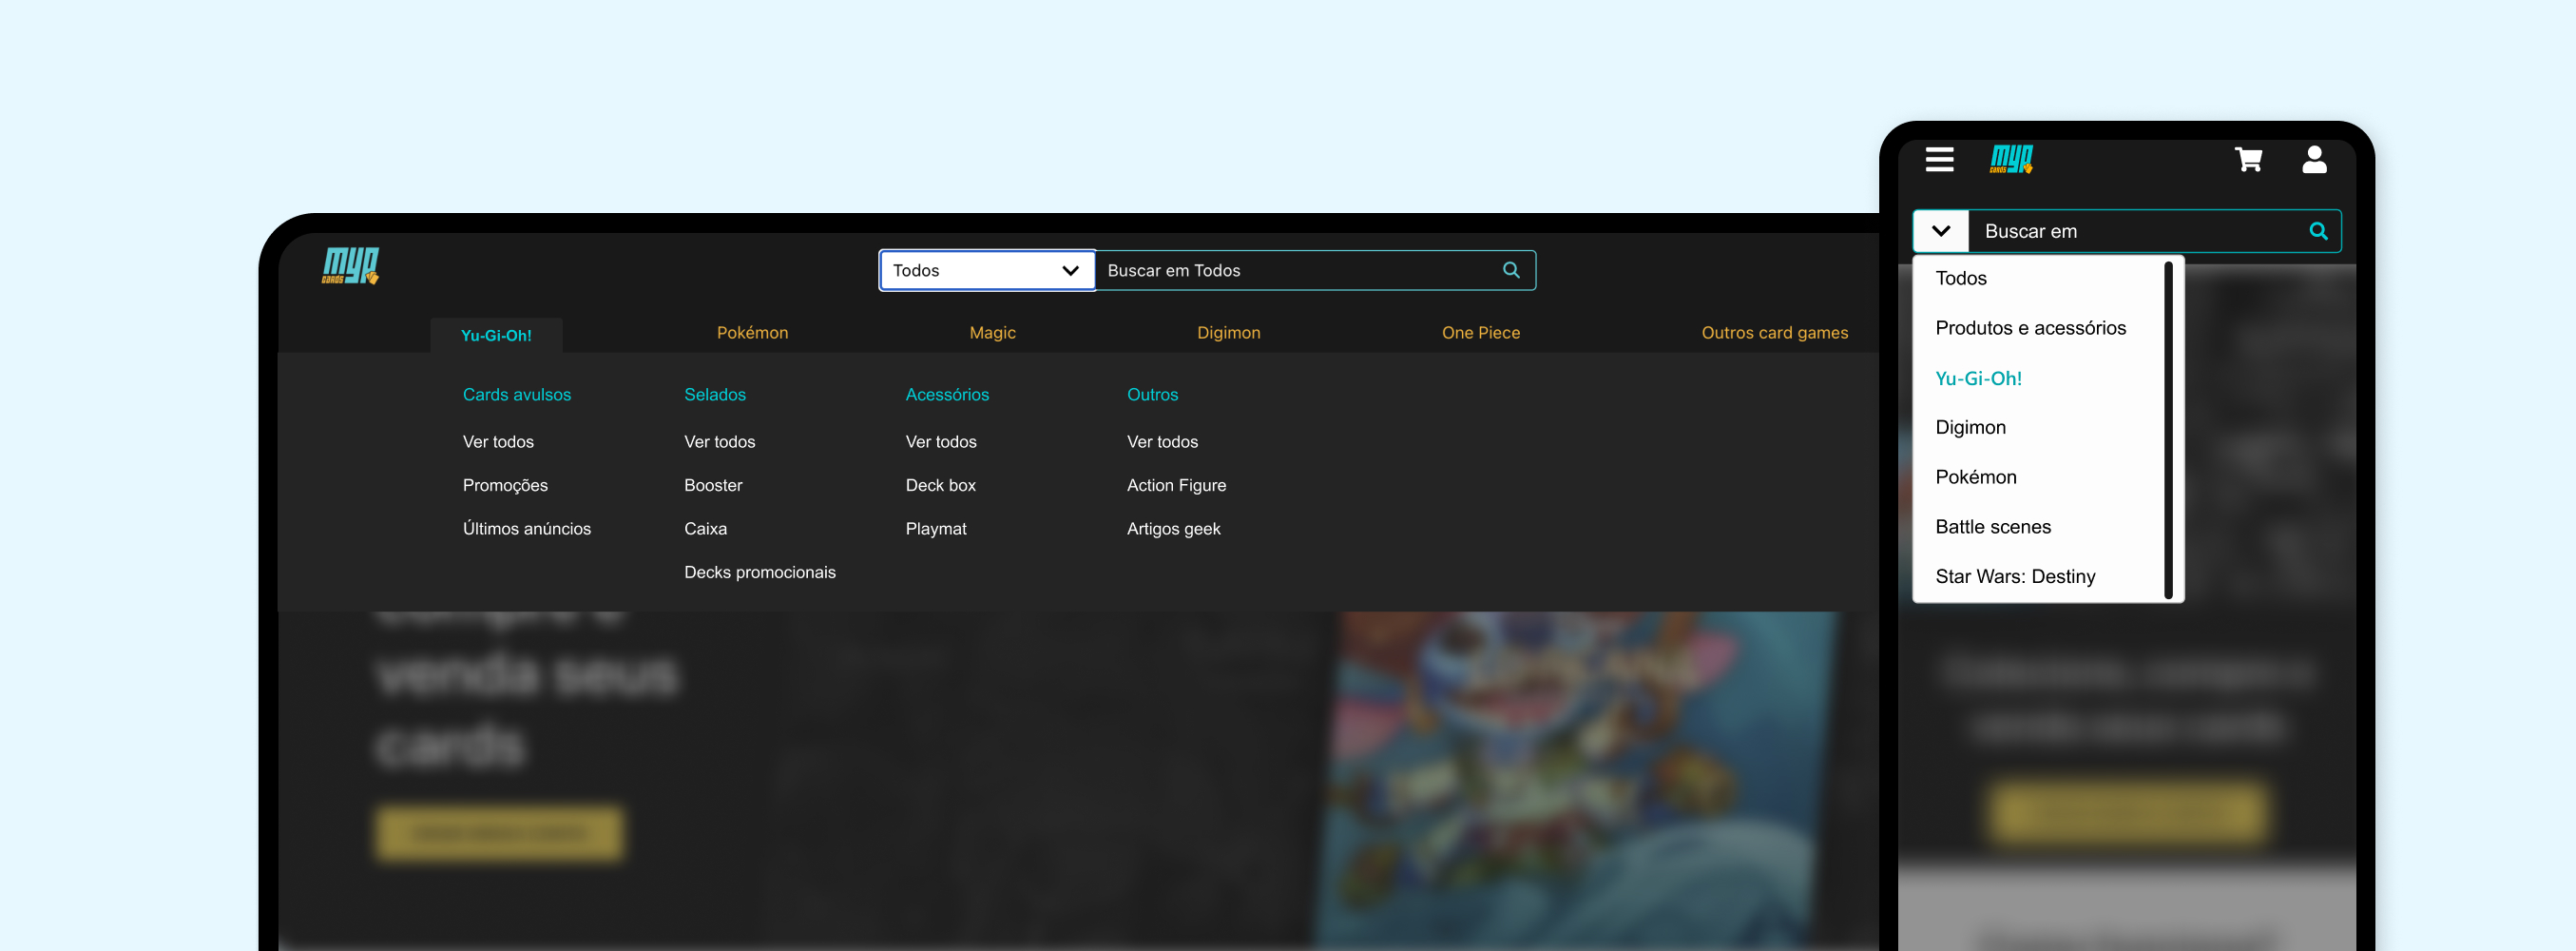 myp
cards
Todos
Buscar em Todos
Yu-Gi-Oh!
Pokémon
Magic
Digimon
One Piece
Outros card games
Cards avulsos
Ver todos
Promoções
Últimos anúncios
Selados
Ver todos
Booster
Caixa
Decks promocionais
Acessórios
Ver todos
Deck box
Playmat
Outros
Ver todos
Action Figure
Artigos geek
venda seus
cards
myp
cards
Buscar em
Todos
Produtos e acessórios
Yu-Gi-Oh!
Digimon
Pokémon
Battle scenes
Star Wars: Destiny